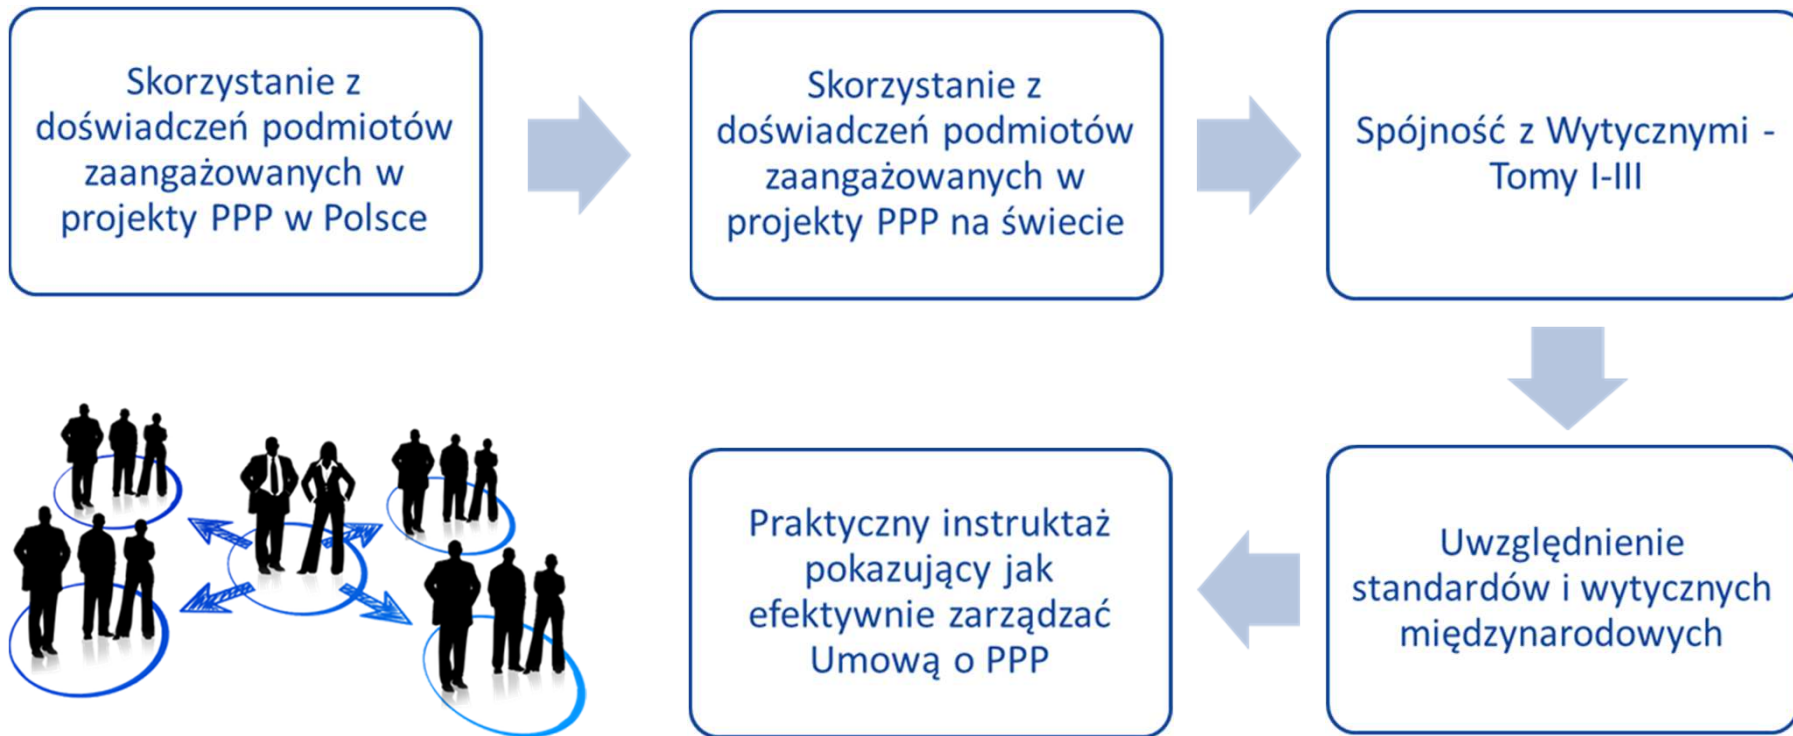 Skorzystanie z
doświadczeń podmiotów
zaangażowanych w
projekty PPP w Polsce
Skorzystanie z
doświadczeń podmiotów
zaangażowanych w
projekty PPP na świecie
Spójność z Wytycznymi -
Tomy I-III
Uwzględnienie
standardów i wytycznych
międzynarodowych
Praktyczny instruktaż
pokazujący jak
efektywnie zarządzać
Umową o PPP